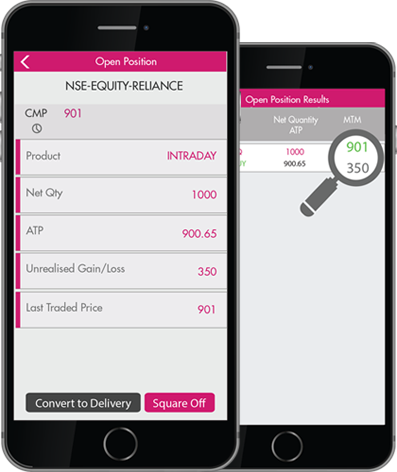 Open Position
NSE-EQUITY-RELIANCE
CMP 901
Product INTRADAY
Net Qty 1000
ATP 900.65
Unrealised Gain/Loss 350
Last Traded Price 901
Convert to Delivery Square Off
Open Position Results
Net Quantity MTM
ATP
1000 901
900.65 350